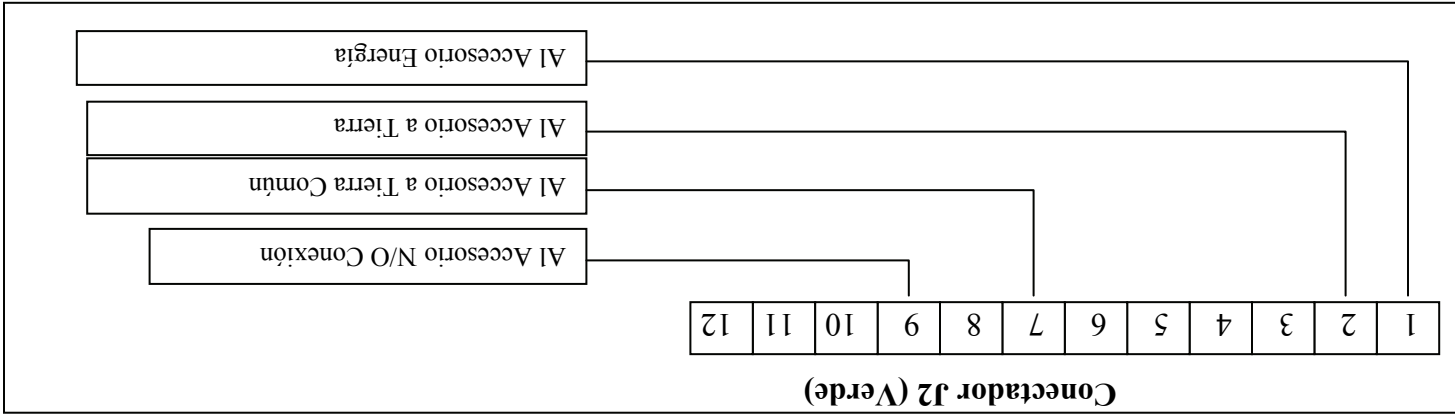 Conectador J2 (Verde)
1 2 3 4 5 6 7 8 9 10 11 12
Al Accesorio N/O Conexión
Al Accesorio a Tierra Común
Al Accesorio a Tierra
Al Accesorio Energía